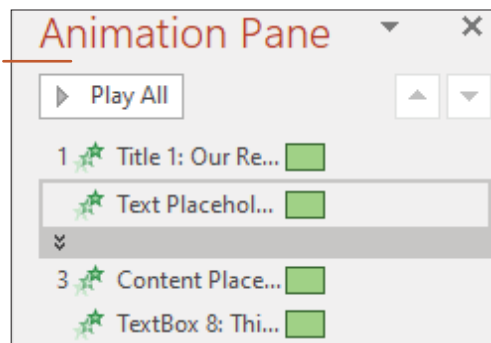 Animation Pane
Play All
1 Title 1: Our Re...
Text Placehol...
3 Content Place...
TextBox 8: Thi...